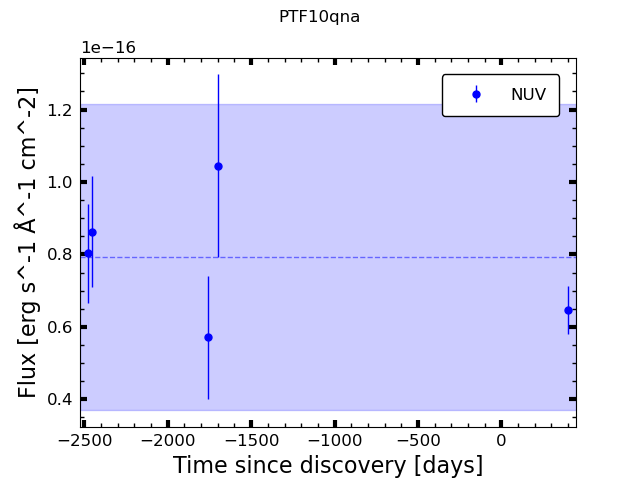 PTF10qna
1e−16
NUV
1.2
1.0
0.8
0.6
0.4
Flux [erg s^-1 Å^-1 cm^-2]
−2500 −2000 −1500 −1000 −500 0
Time since discovery [days]